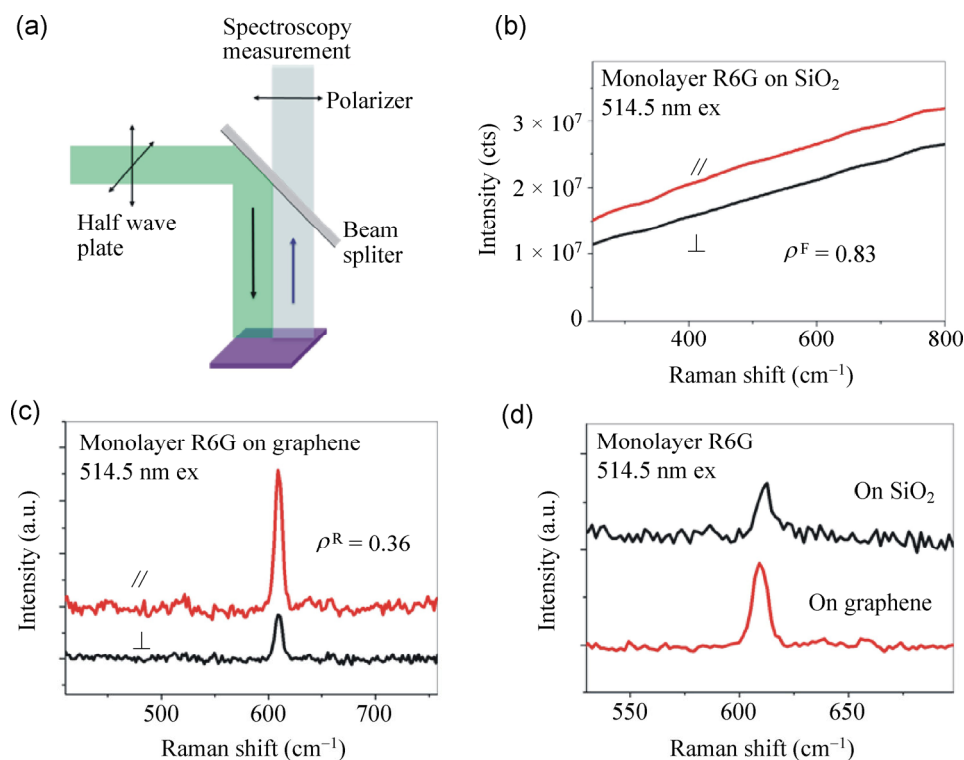 (a)
Spectroscopy
measurement
Polarizer
Half wave
plate
Beam
spliter
(b)
Monolayer R6G on SiO₂
514.5 nm ex
3 × 10⁷
2 × 10⁷
1 × 10⁷
0
Intensity (cts)
//
⊥
ρᶠ = 0.83
400
600
800
Raman shift (cm⁻¹)
(c)
Monolayer R6G on graphene
514.5 nm ex
ρᴿ = 0.36
//
⊥
Intensity (a.u.)
500
600
700
Raman shift (cm⁻¹)
(d)
Monolayer R6G
514.5 nm ex
On SiO₂
On graphene
Intensity (a.u.)
550
600
650
Raman shift (cm⁻¹)